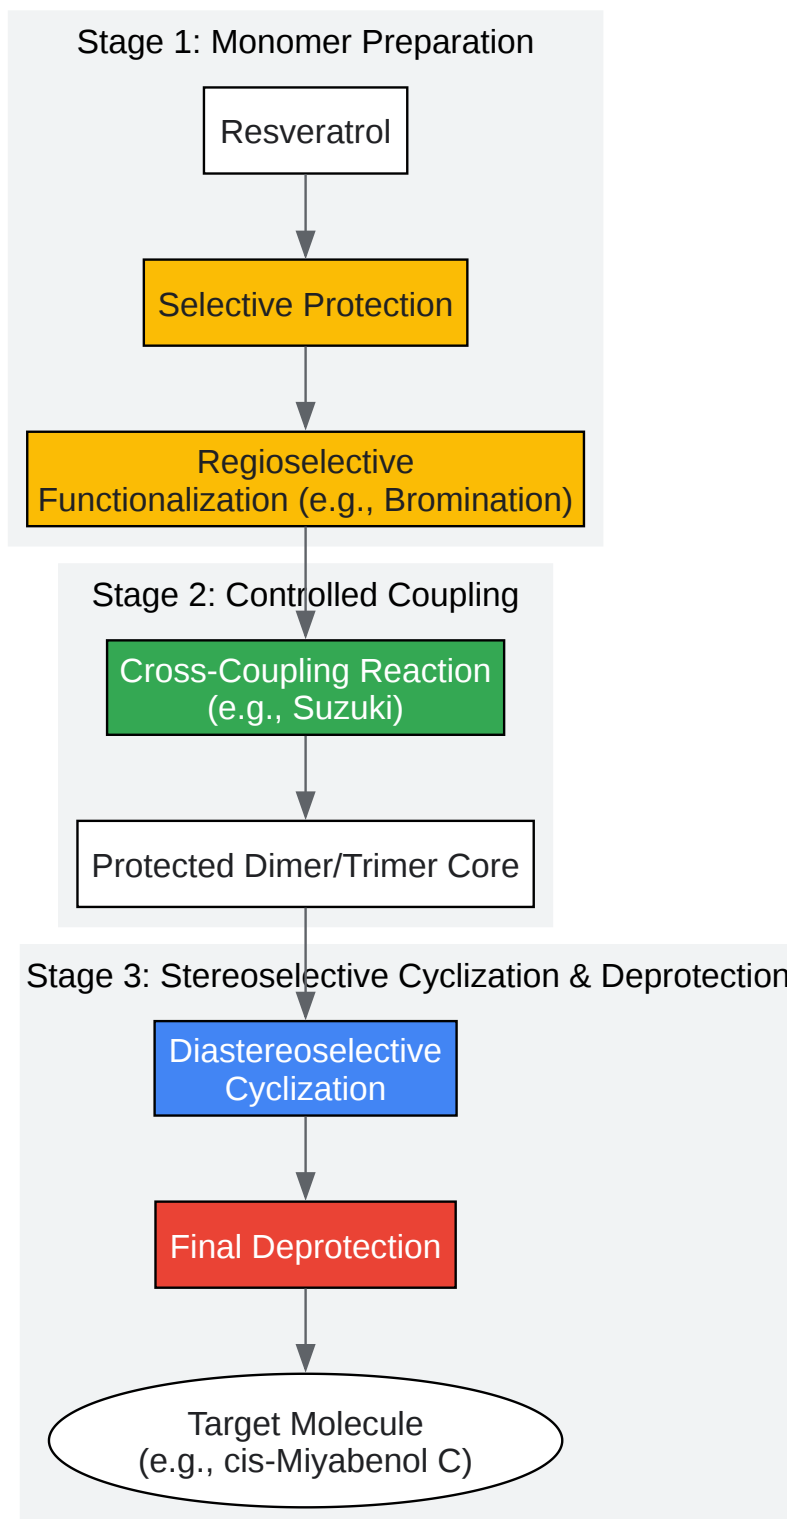 Stage 1: Monomer Preparation
Resveratrol
Selective Protection
Regioselective
Functionalization (e.g., Bromination)
Stage 2: Controlled Coupling
Cross-Coupling Reaction
(e.g., Suzuki)
Protected Dimer/Trimer Core
Stage 3: Stereoselective Cyclization & Deprotection
Diastereoselective
Cyclization
Final Deprotection
Target Molecule
(e.g., cis-Miyabenol C)